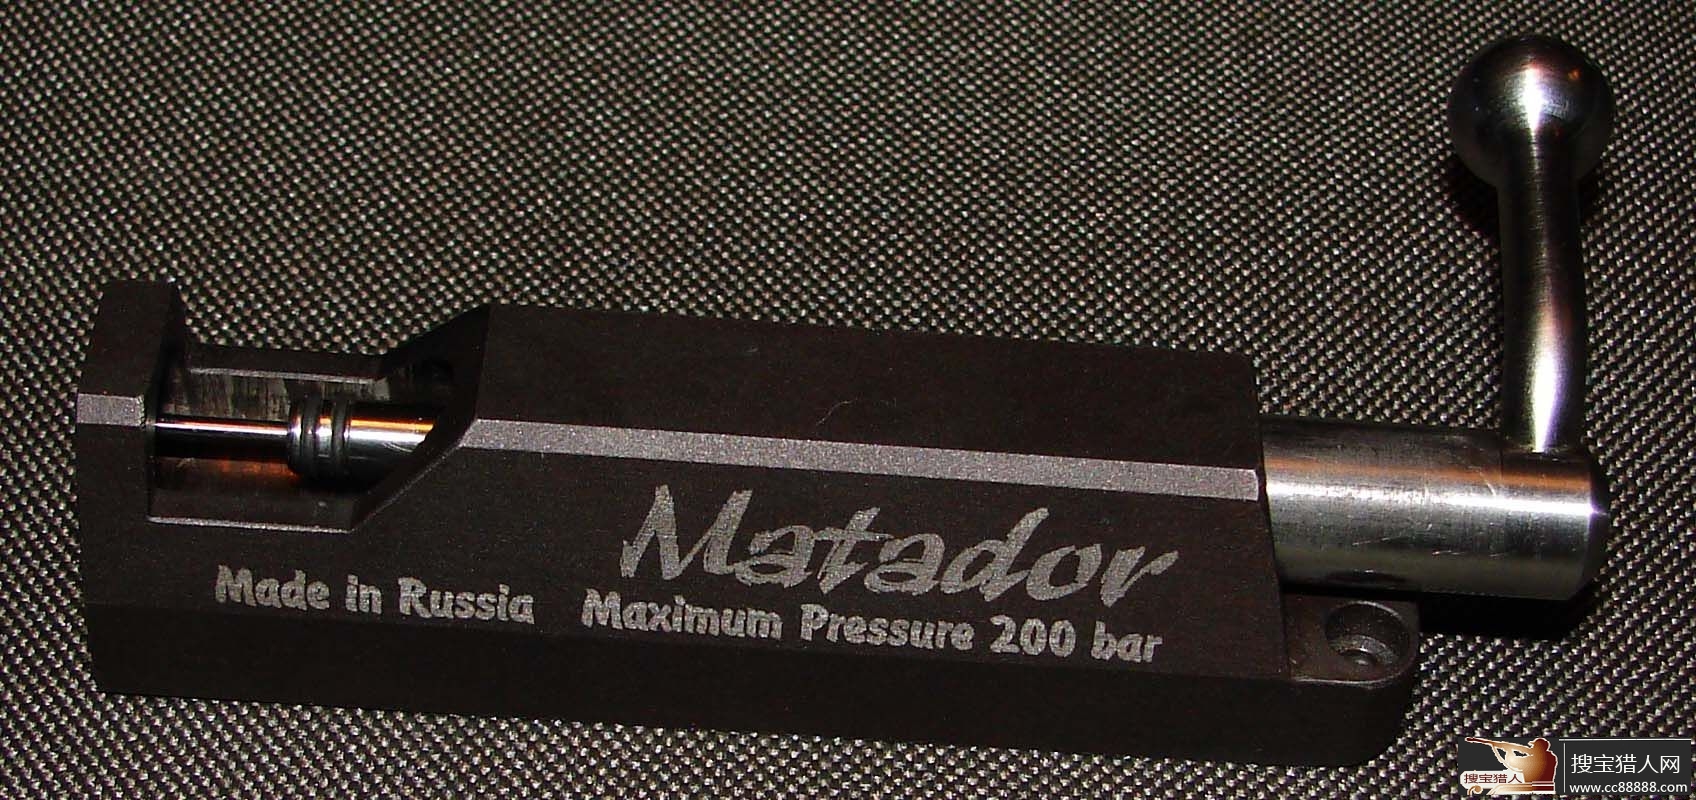 Matador
Made in Russia Maximum Pressure 200 bar
搜宝猎人
搜宝猎人网
www.cc88888.com